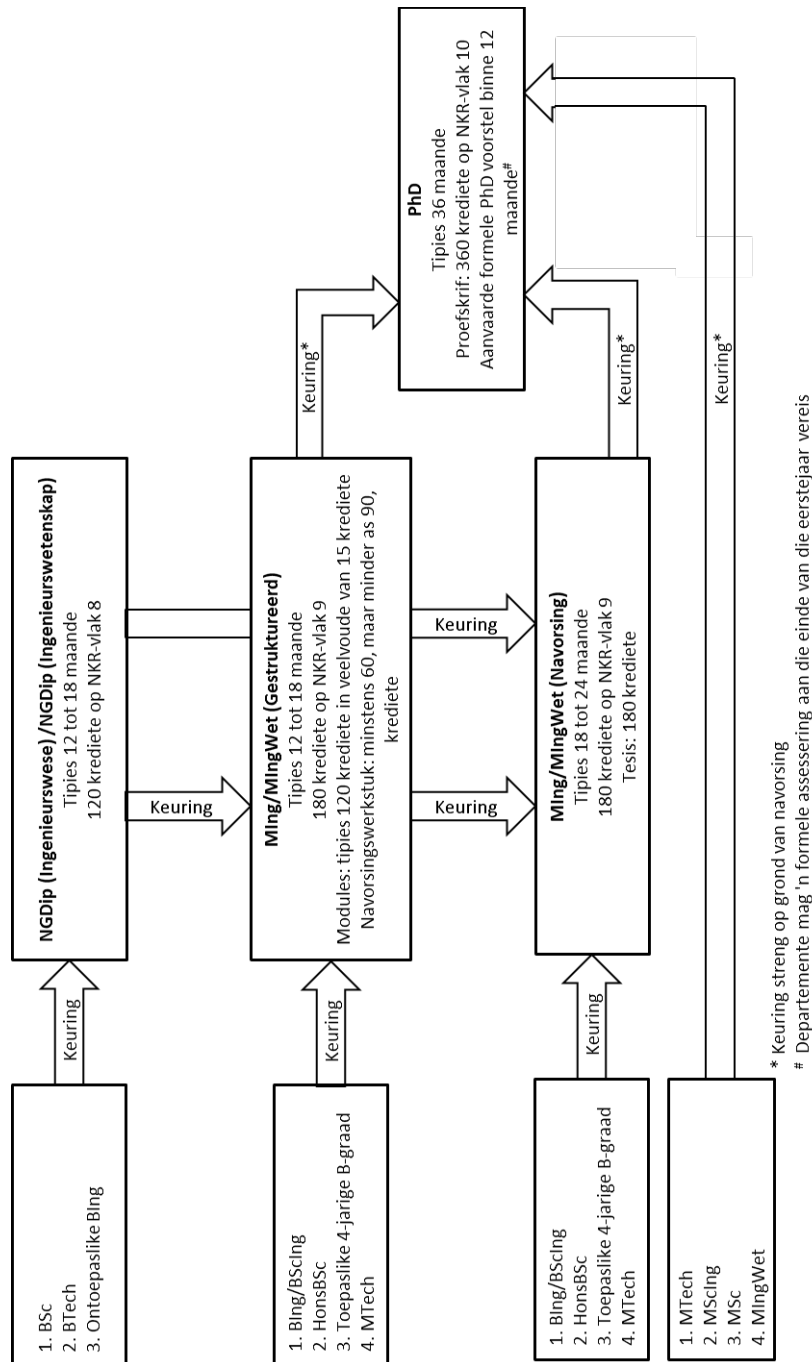 1. BSc
2. BTech
3. Ontoepaslike BIng
Keuring
NGDip (Ingenieurswese) /NGDip (Ingenieurswetenskap)
Tipies 12 tot 18 maande
120 krediete op NKR-vlak 8
Keuring
1. BIng/BScIng
2. HonsBSc
3. Toepaslike 4-jarige B-graad
4. MTech
Keuring
MIng/MIngWet (Gestruktureerd)
Tipies 12 tot 18 maande
180 krediete op NKR-vlak 9
Modules: tipies 120 krediete in veelvoude van 15 krediete
Navorsingswerkstuk: minstens 60, maar minder as 90,
krediete
Keuring*
Keuring
Keuring
PhD
Tipies 36 maande
Proefskrif: 360 krediete op NKR-vlak 10
Aanvaarde formele PhD voorstel binne 12
maande#
1. BIng/BScIng
2. HonsBSc
3. Toepaslike 4-jarige B-graad
4. MTech
Keuring
MIng/MIngWet (Navorsing)
Tipies 18 tot 24 maande
180 krediete op NKR-vlak 9
Tesis: 180 krediete
Keuring*
1. MTech
2. MScIng
3. MSc
4. MIngWet
Keuring*
* Keuring streng op grond van navorsing
# Departemente mag 'n formele assessering aan die einde van die eerstejaar vereis